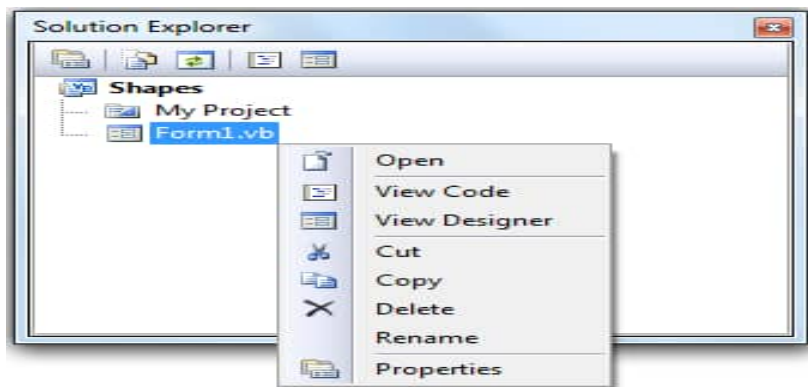 Solution Explorer
Shapes
My Project
Form1.vb
Open
View Code
View Designer
Cut
Copy
Delete
Rename
Properties